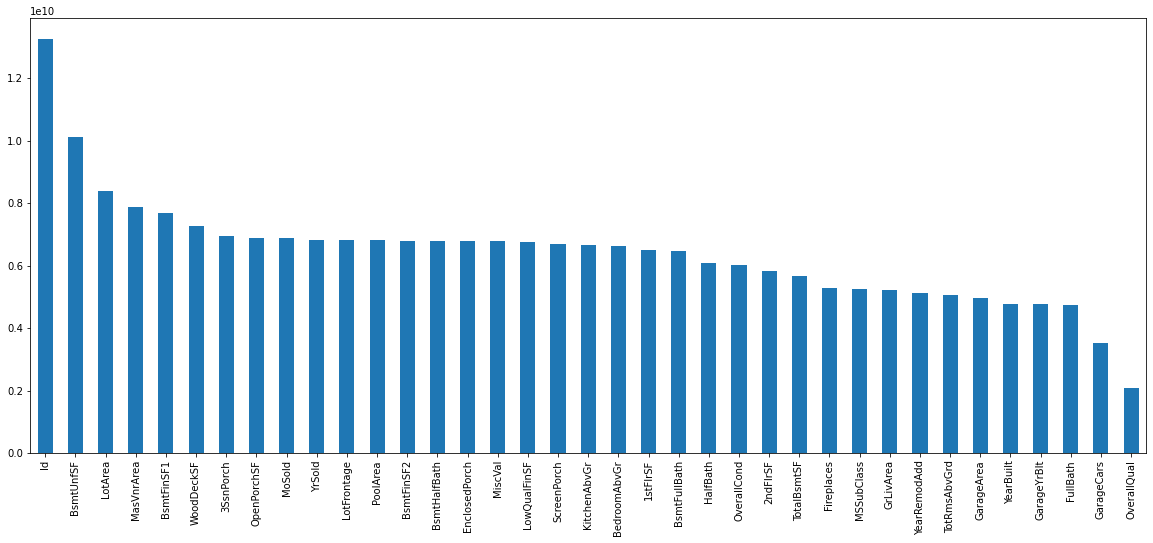 1e10
1.2
1.0
0.8
0.6
0.4
0.2
0.0
Id
BsmtUnfSF
LotArea
MasVnrArea
BsmtFinSF1
WoodDeckSF
3SsnPorch
OpenPorchSF
MoSold
YrSold
LotFrontage
PoolArea
BsmtFinSF2
BsmtHalfBath
EnclosedPorch
MiscVal
LowQualFinSF
ScreenPorch
KitchenAbvGr
BedroomAbvGr
1stFlrSF
BsmtFullBath
HalfBath
OverallCond
2ndFlrSF
TotalBsmtSF
Fireplaces
MSSubClass
GrLivArea
YearRemodAdd
TotRmsAbvGrd
GarageArea
YearBuilt
GarageYrBlt
FullBath
GarageCars
OverallQual